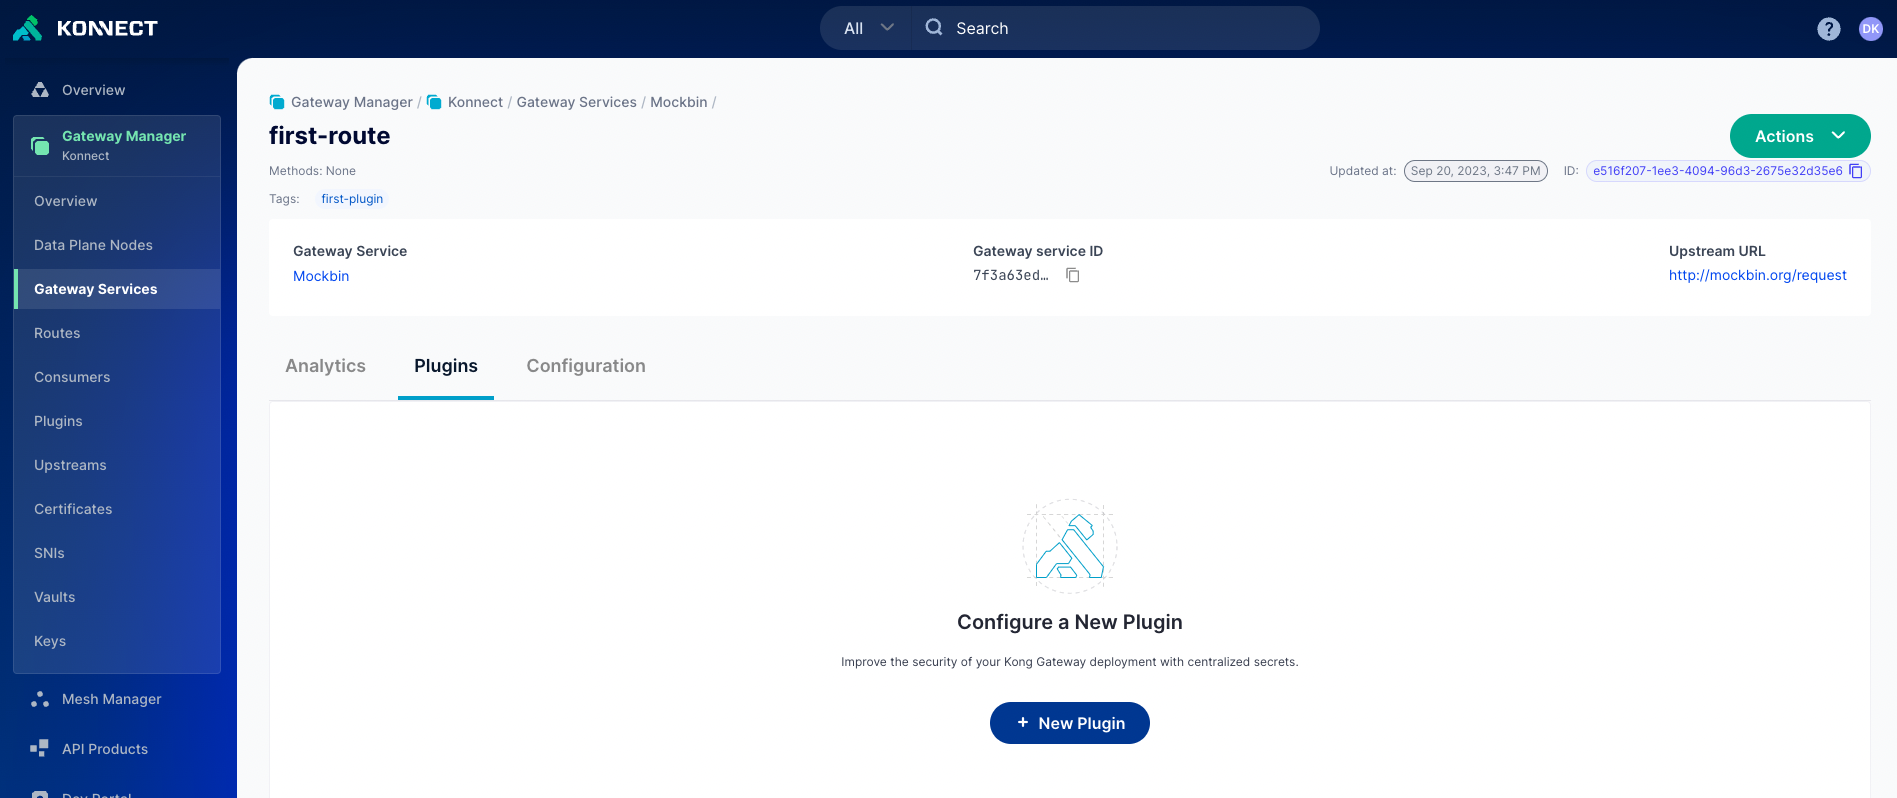 KONNECT
All
Search
?
DK
Overview
Gateway Manager
Konnect
Overview
Data Plane Nodes
Gateway Services
Routes
Consumers
Plugins
Upstreams
Certificates
SNIs
Vaults
Keys
Mesh Manager
API Products
Dev Portal
Gateway Manager / Konnect / Gateway Services / Mockbin /
first-route
Actions
Methods: None
Updated at: Sep 20, 2023, 3:47 PM ID: e516f207-1ee3-4094-96d3-2675e32d35e6
Tags: first-plugin
Gateway Service
Mockbin
Gateway service ID
7f3a63ed…
Upstream URL
http://mockbin.org/request
Analytics
Plugins
Configuration
Configure a New Plugin
Improve the security of your Kong Gateway deployment with centralized secrets.
+ New Plugin